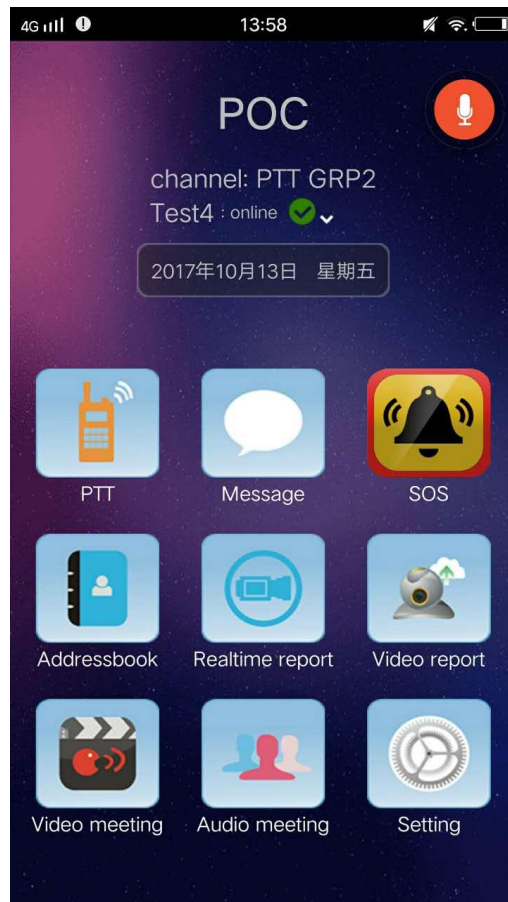 4G 13:58
POC
channel: PTT GRP2
Test4 : online
2017年10月13日 星期五
PTT Message SOS
Addressbook Realtime report Video report
Video meeting Audio meeting Setting